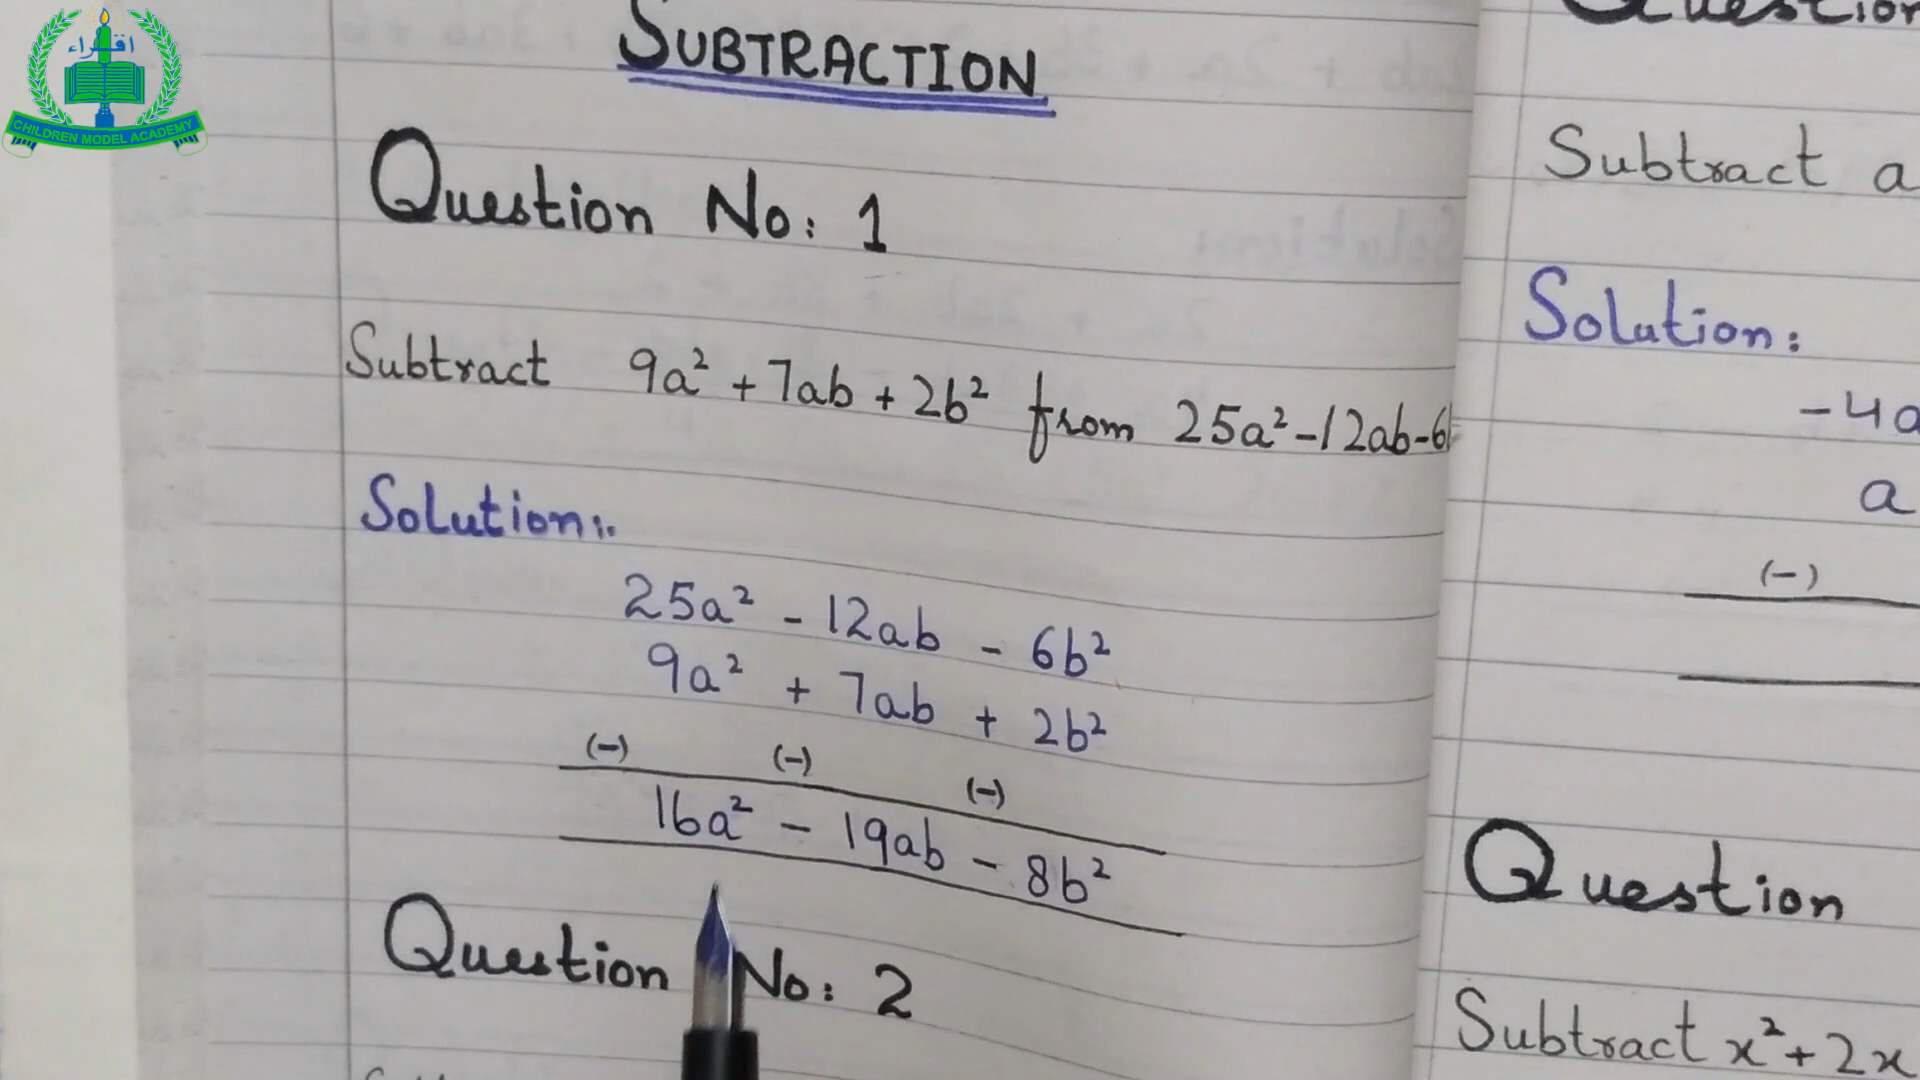 اقراء
CHILDREN MODEL ACADEMY
SUBTRACTION
Question No: 1
Subtract 9a² + 7ab + 2b² from 25a² - 12ab - 6
Solution:
25a² - 12ab - 6b²
9a² + 7ab + 2b²
(-) (-) (-)
16a² - 19ab - 8b²
Question No: 2
Question
Subtract a
Solution:
-4a
a
(-)
Question
Subtract x² + 2x